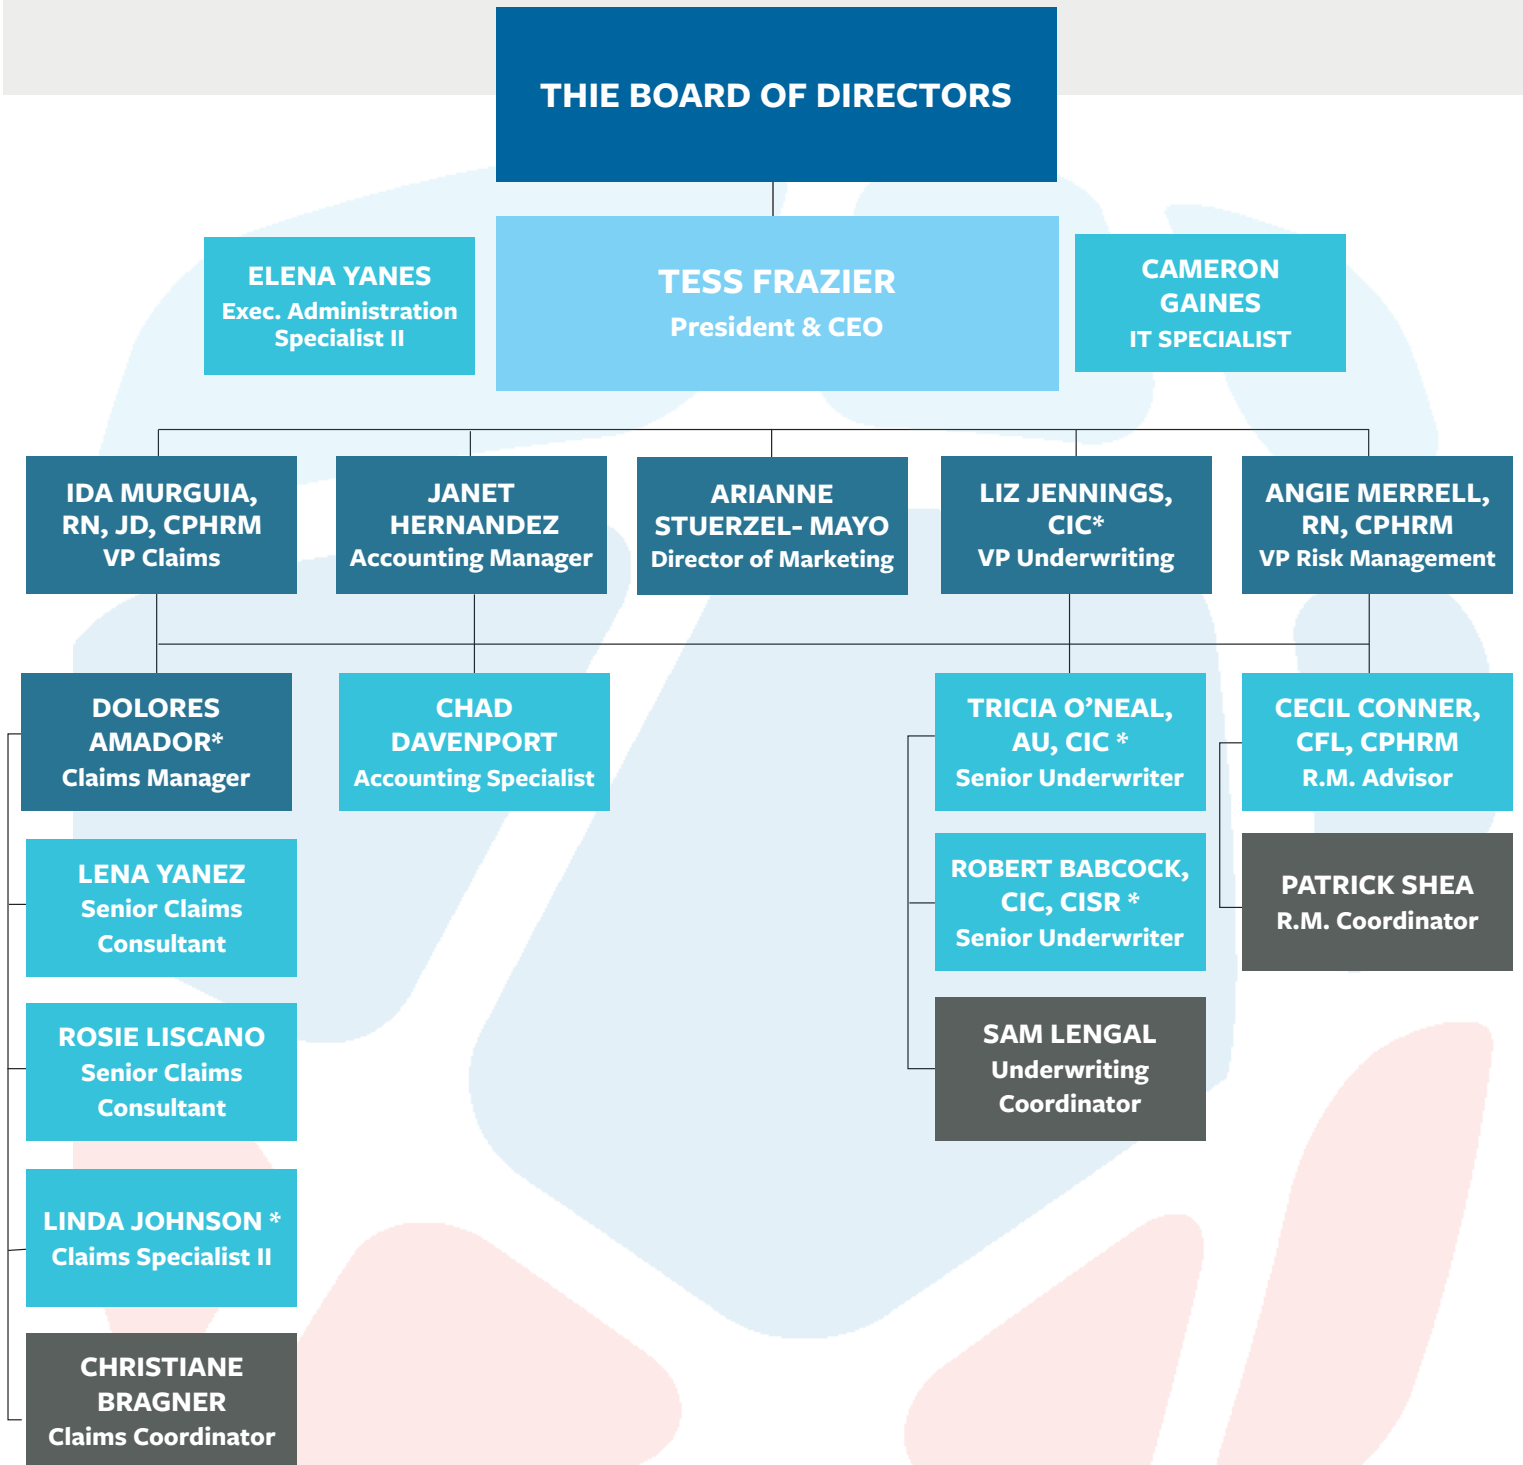 THIE BOARD OF DIRECTORS
ELENA YANES
Exec. Administration
Specialist II
TESS FRAZIER
President & CEO
CAMERON
GAINES
IT SPECIALIST
IDA MURGUIA,
RN, JD, CPHRM
VP Claims
JANET
HERNANDEZ
Accounting Manager
ARIANNE
STUERZEL- MAYO
Director of Marketing
LIZ JENNINGS,
CIC*
VP Underwriting
ANGIE MERRELL,
RN, CPHRM
VP Risk Management
DOLORES
AMADOR*
Claims Manager
CHAD
DAVENPORT
Accounting Specialist
TRICIA O’NEAL,
AU, CIC *
Senior Underwriter
CECIL CONNER,
CFL, CPHRM
R.M. Advisor
LENA YANEZ
Senior Claims
Consultant
ROBERT BABCOCK,
CIC, CISR *
Senior Underwriter
PATRICK SHEA
R.M. Coordinator
ROSIE LISCANO
Senior Claims
Consultant
SAM LENGAL
Underwriting
Coordinator
LINDA JOHNSON *
Claims Specialist II
CHRISTIANE
BRAGNER
Claims Coordinator